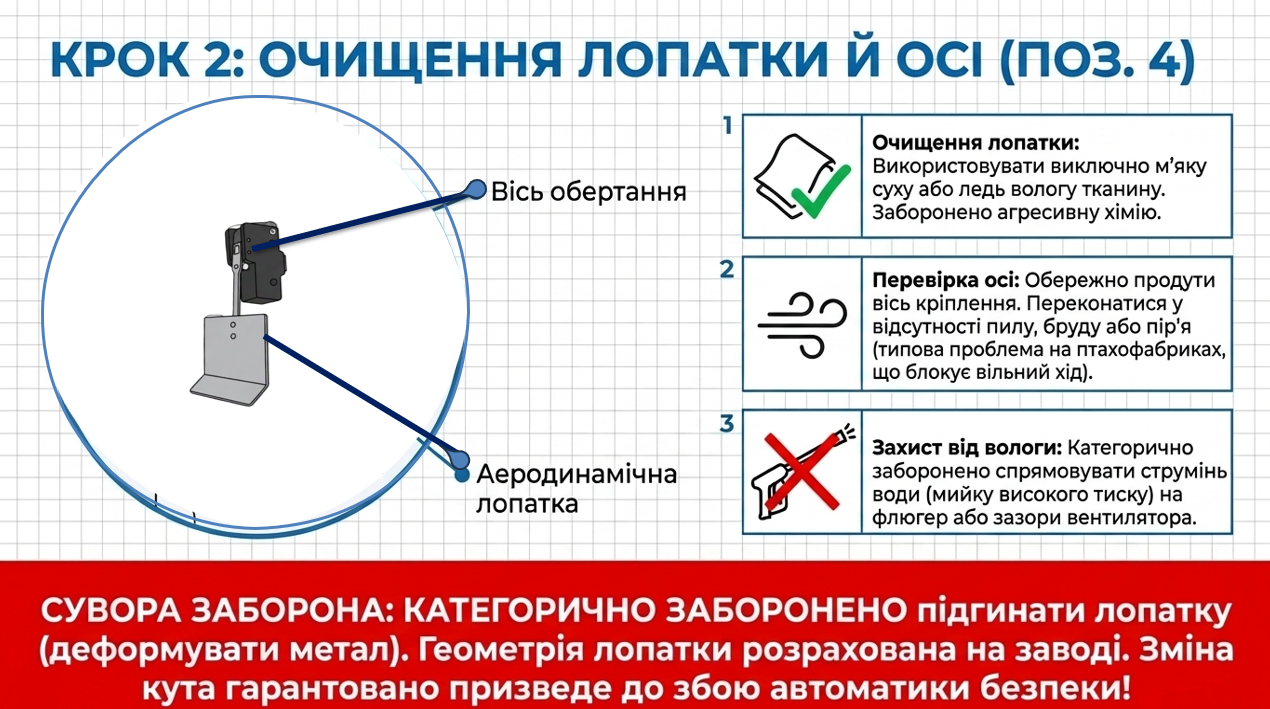 КРОК 2: ОЧИЩЕННЯ ЛОПАТКИ Й ОСІ (ПОЗ. 4)
Вісь обертання
Аеродинамічна
лопатка
1
Очищення лопатки:
Використовувати виключно м'яку
суху або ледь вологу тканину.
Заборонено агресивну хімію.
2
Перевірка осі: Обережно продути
вісь кріплення. Переконатися у
відсутності пилу, бруду або пір'я
(типова проблема на птахофабриках,
що блокує вільний хід).
3
Захист від вологи: Категорично
заборонено спрямовувати струмінь
води (мийку високого тиску) на
флюгер або зазори вентилятора.
СУВОРА ЗАБОРОНА: КАТЕГОРИЧНО ЗАБОРОНЕНО підгинати лопатку
(деформувати метал). Геометрія лопатки розрахована на заводі. Зміна
кута гарантовано призведе до збою автоматики безпеки!